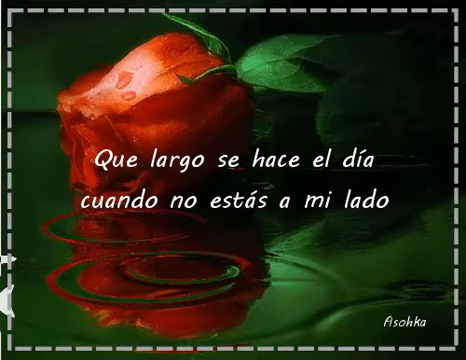 Que largo se hace el día
cuando no estás a mi lado
Asohka